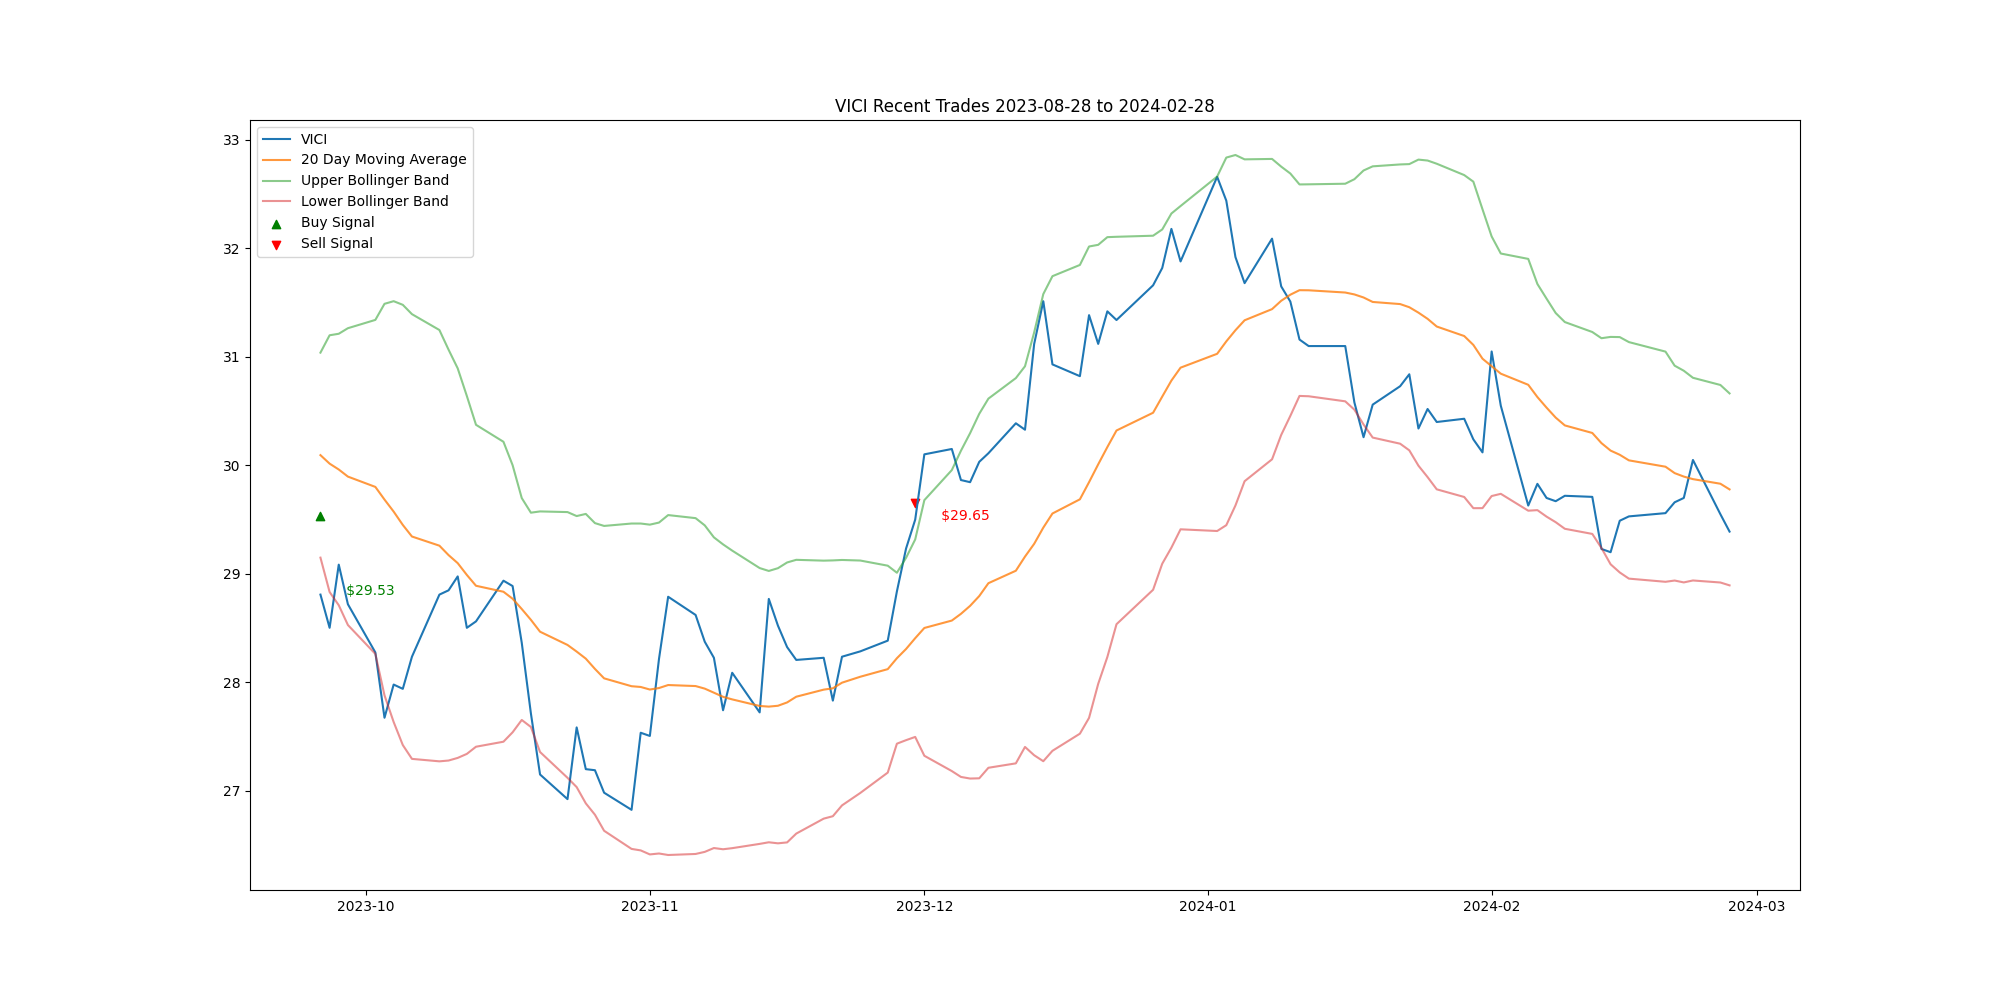 VICI Recent Trades 2023-08-28 to 2024-02-28
VICI
20 Day Moving Average
Upper Bollinger Band
Lower Bollinger Band
Buy Signal
Sell Signal
33
32
31
30
29
28
27
$29.65
$29.53
2023-10
2023-11
2023-12
2024-01
2024-02
2024-03